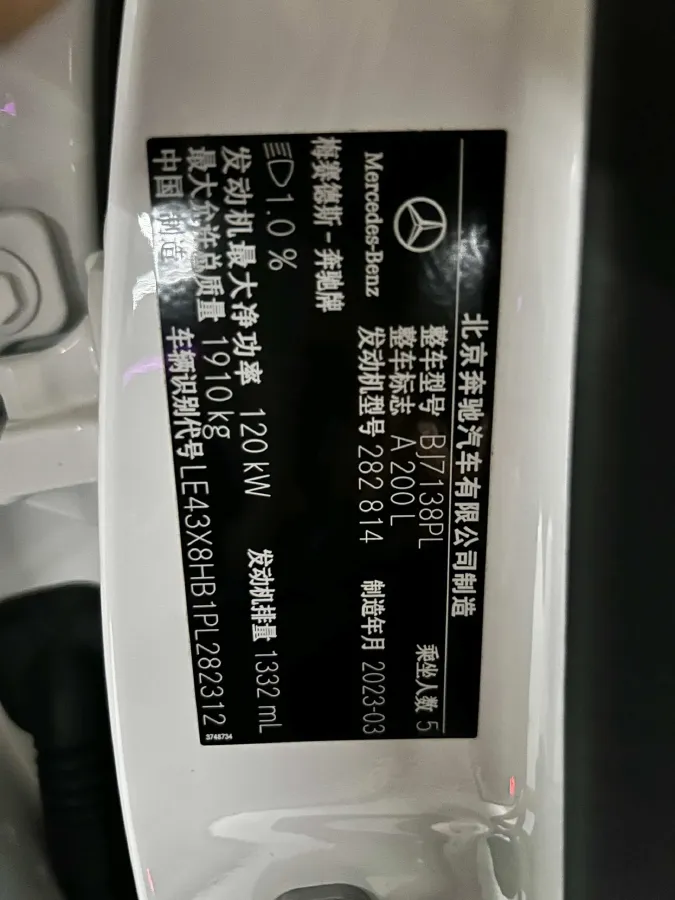 北京奔驰汽车有限公司制造
整车型号 BJ7138PL 乘坐人数 5
整车标志 A 200 L
Mercedes-Benz 发动机型号 282 814 制造年月 2023-03
梅赛德斯-奔驰牌
1.0 %
发动机最大净功率 120 kW 发动机排量 1332 mL
最大允许总质量 1910 kg
中国 制造 车辆识别代号 LE43X8HB1PL282312
3748734